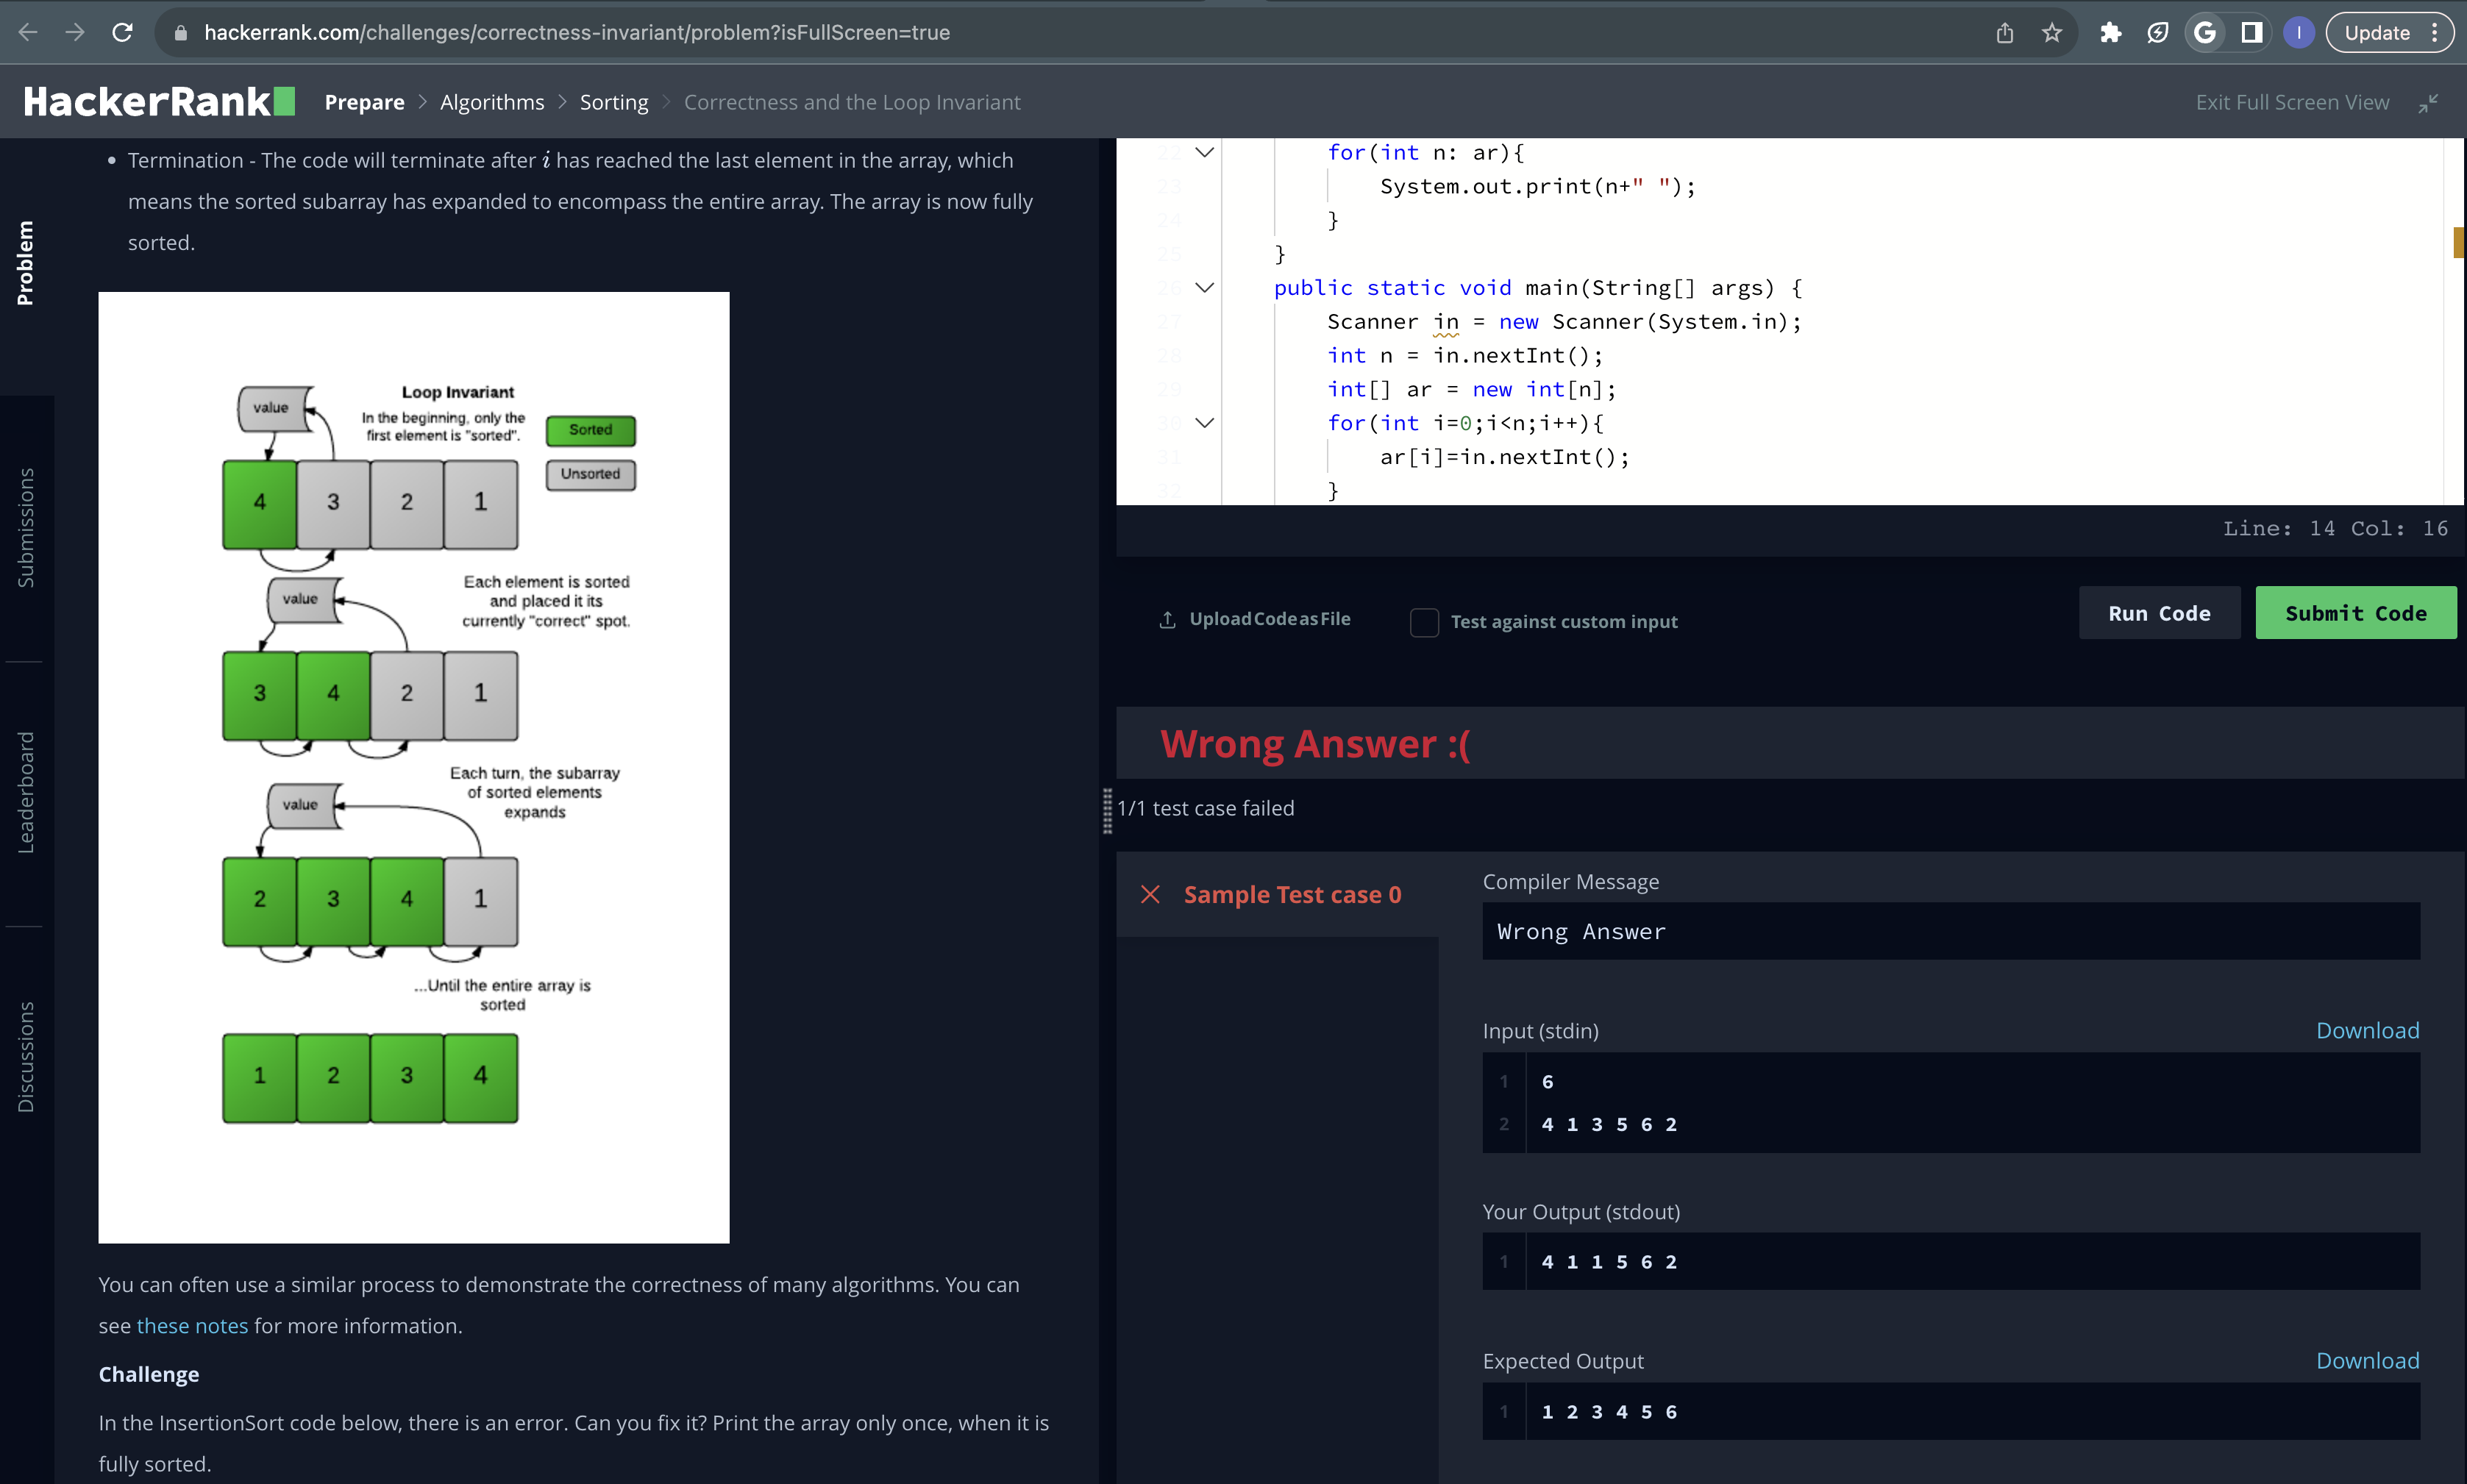 hackerrank.com/challenges/correctness-invariant/problem?isFullScreen=true
I
Update
HackerRank
Prepare > Algorithms > Sorting > Correctness and the Loop Invariant
Exit Full Screen View
Problem
Submissions
Leaderboard
Discussions
• Termination - The code will terminate after i has reached the last element in the array, which
means the sorted subarray has expanded to encompass the entire array. The array is now fully
sorted.
Loop Invariant
In the beginning, only the
first element is "sorted".
value
Sorted
Unsorted
4 3 2 1
Each element is sorted
and placed it its
currently "correct" spot.
value
3 4 2 1
Each turn, the subarray
of sorted elements
expands
value
2 3 4 1
...Until the entire array is
sorted
1 2 3 4
You can often use a similar process to demonstrate the correctness of many algorithms. You can
see these notes for more information.
Challenge
In the InsertionSort code below, there is an error. Can you fix it? Print the array only once, when it is
fully sorted.
22 for(int n: ar){
23 System.out.print(n+" ");
24 }
25 }
26 public static void main(String[] args) {
27 Scanner in = new Scanner(System.in);
28 int n = in.nextInt();
29 int[] ar = new int[n];
30 for(int i=0;i<n;i++){
31 ar[i]=in.nextInt();
32 }
Line: 14 Col: 16
Upload Code as File
Test against custom input
Run Code
Submit Code
Wrong Answer :(
1/1 test case failed
Sample Test case 0
Compiler Message
Wrong Answer
Input (stdin)
Download
1 6
2 4 1 3 5 6 2
Your Output (stdout)
1 4 1 1 5 6 2
Expected Output
Download
1 1 2 3 4 5 6